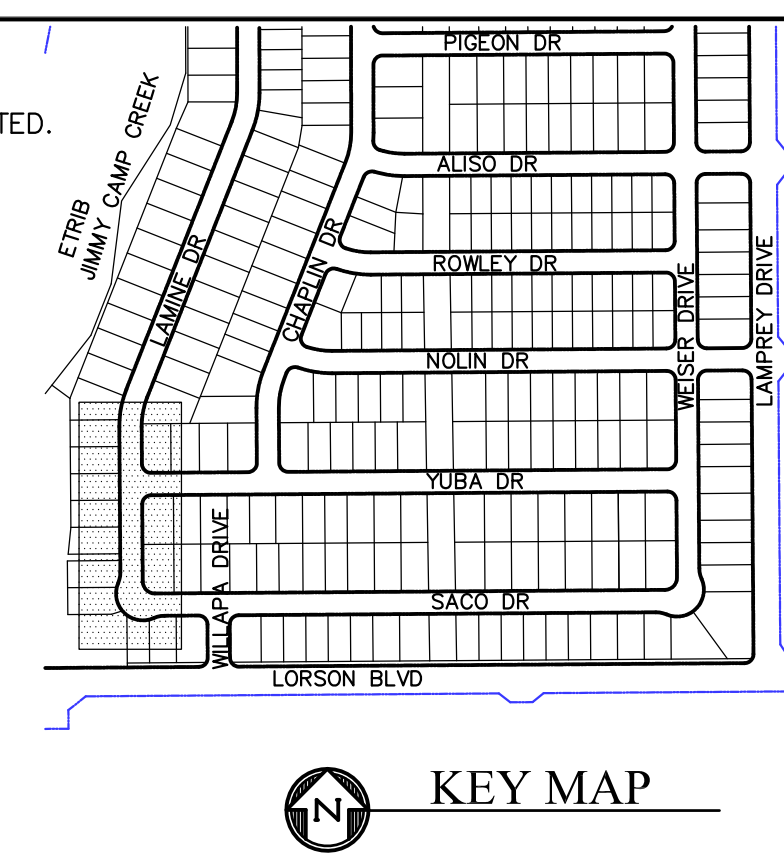 PIGEON DR
TED.
ALISO DR
ETRIB
JIMMY CAMP CREEK
LAMINE DR
CHAPLIN DR
ROWLEY DR
WEISER DRIVE
LAMPREY DRIVE
NOLIN DR
YUBA DR
WILLAPA DRIVE
SACO DR
LORSON BLVD
N
KEY MAP